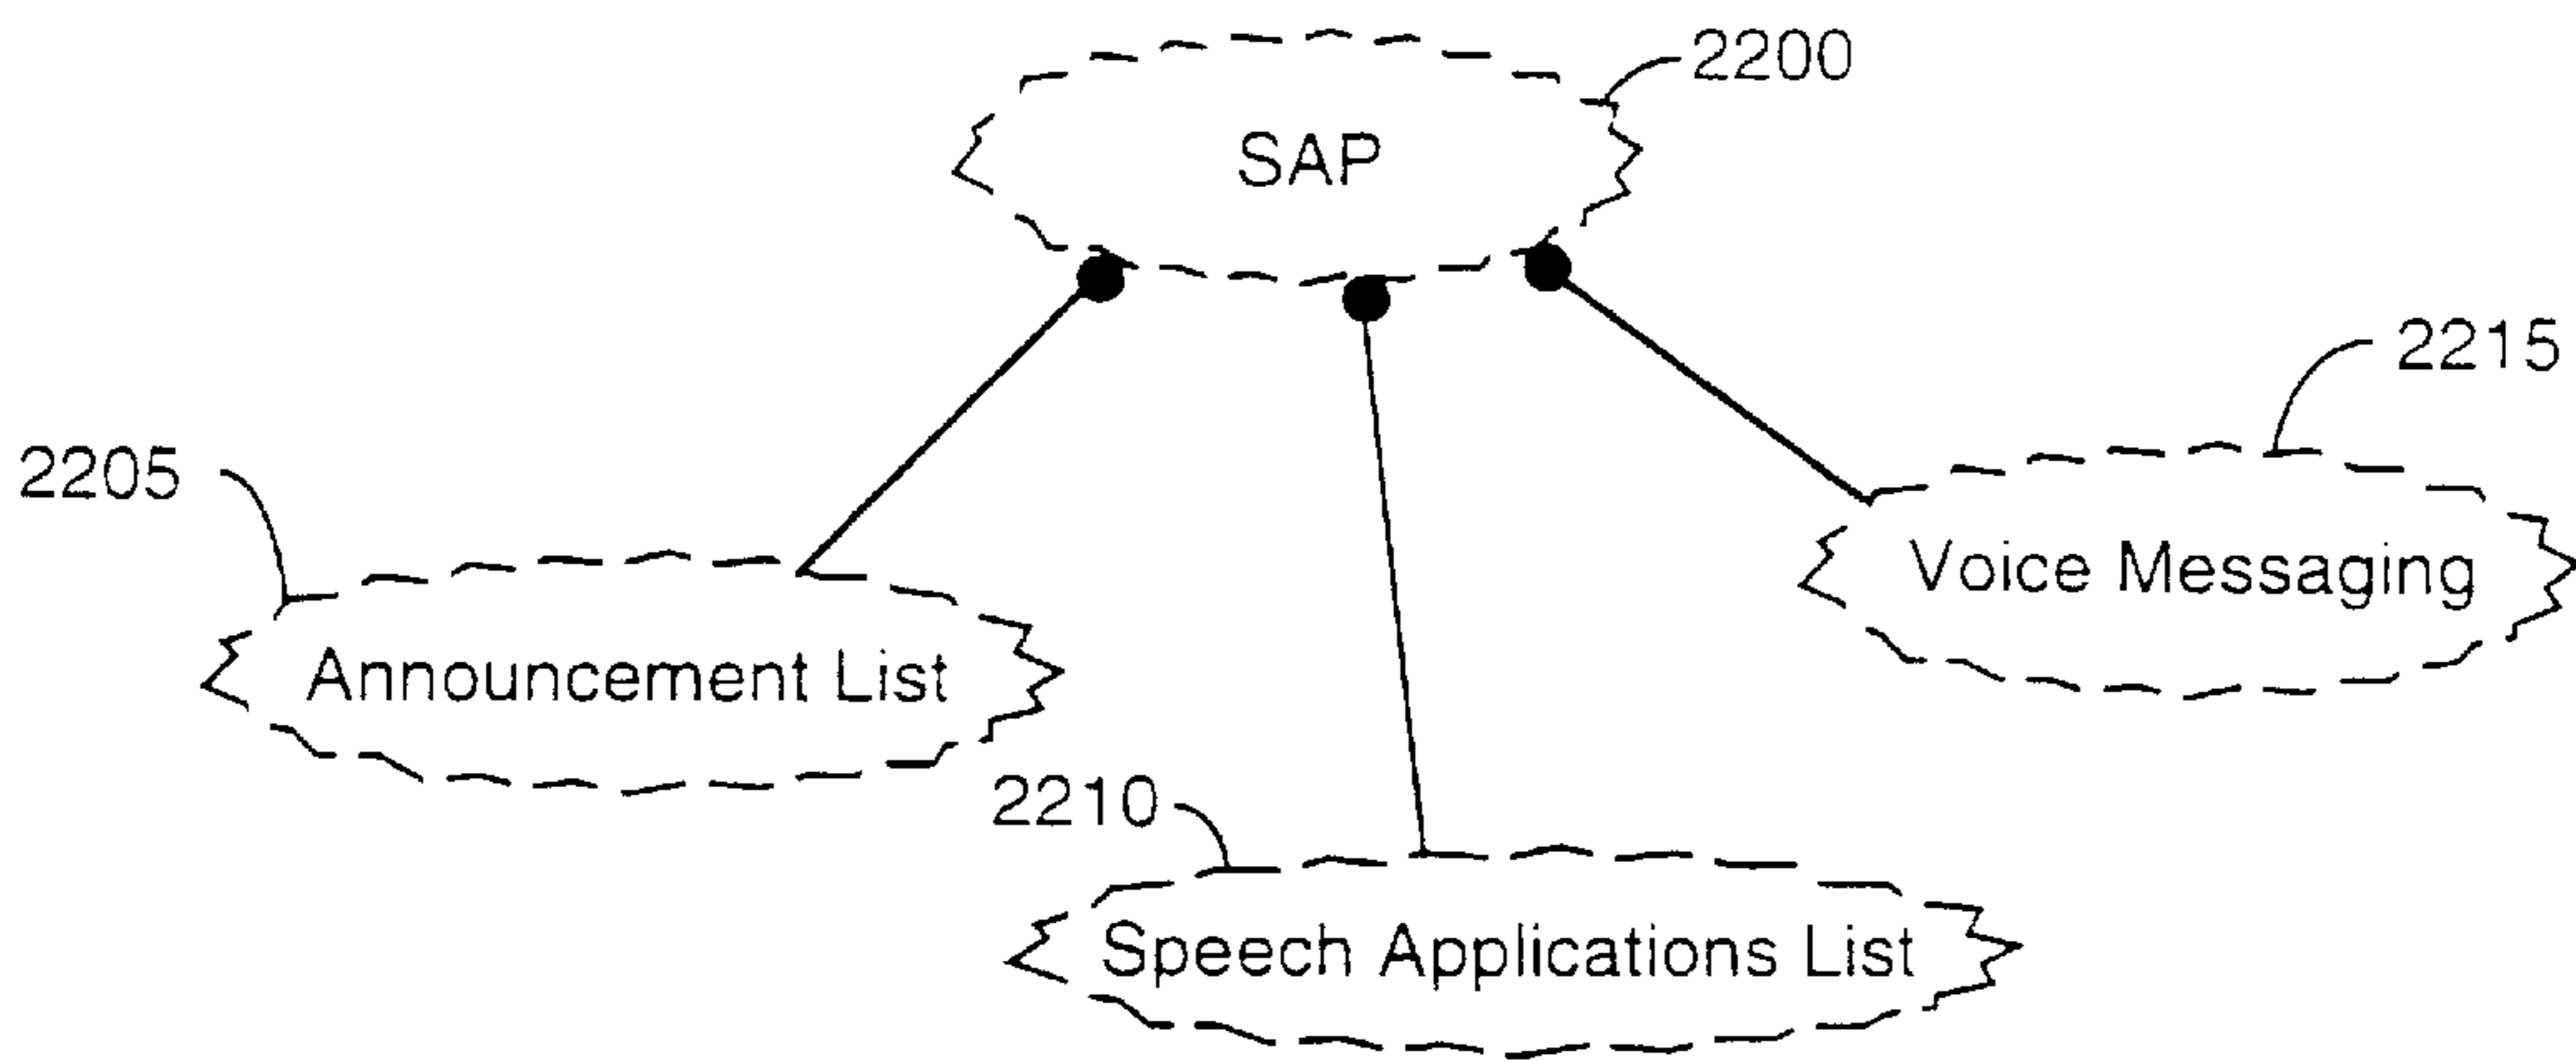 2200
SAP
2215
2205
Voice Messaging
Announcement List
2210
Speech Applications List